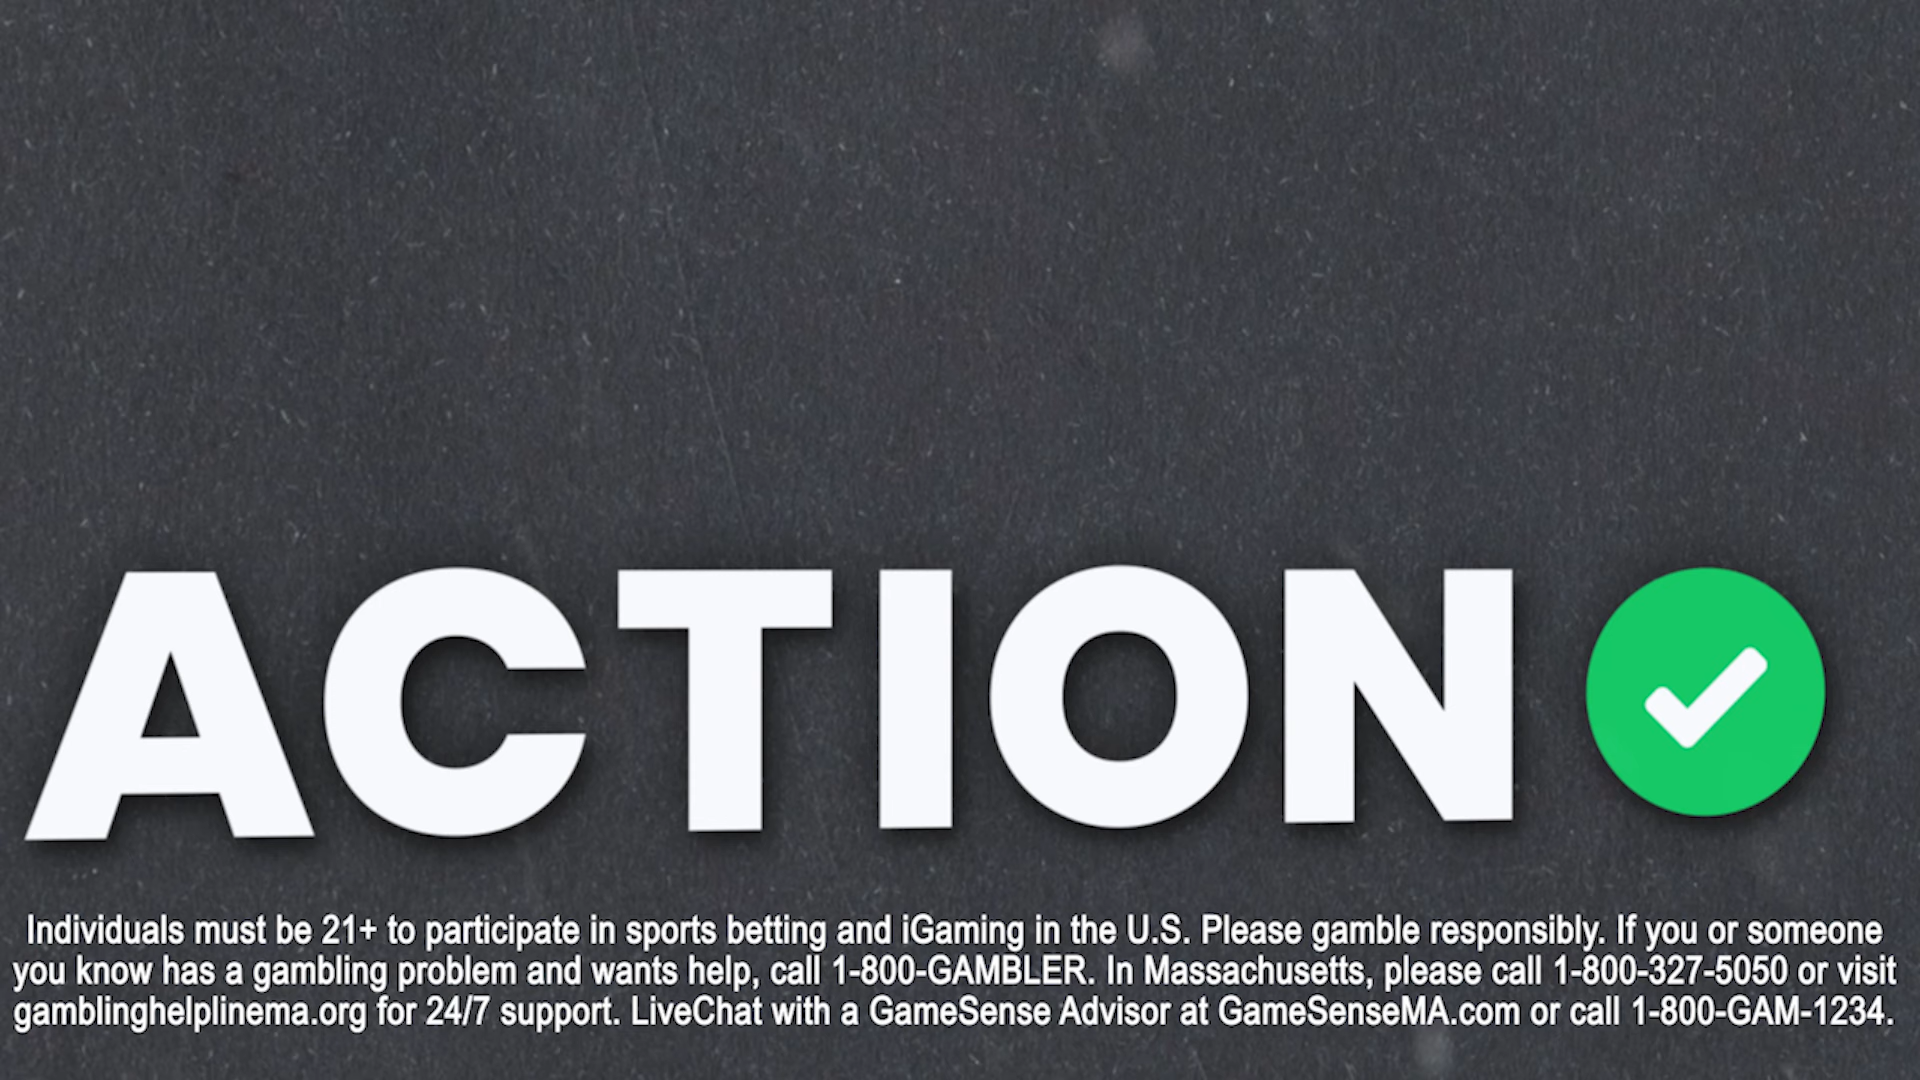 ACTION
Individuals must be 21+ to participate in sports betting and iGaming in the U.S. Please gamble responsibly. If you or someone
you know has a gambling problem and wants help, call 1-800-GAMBLER. In Massachusetts, please call 1-800-327-5050 or visit
gamblinghelplinema.org for 24/7 support. LiveChat with a GameSense Advisor at GameSenseMA.com or call 1-800-GAM-1234.